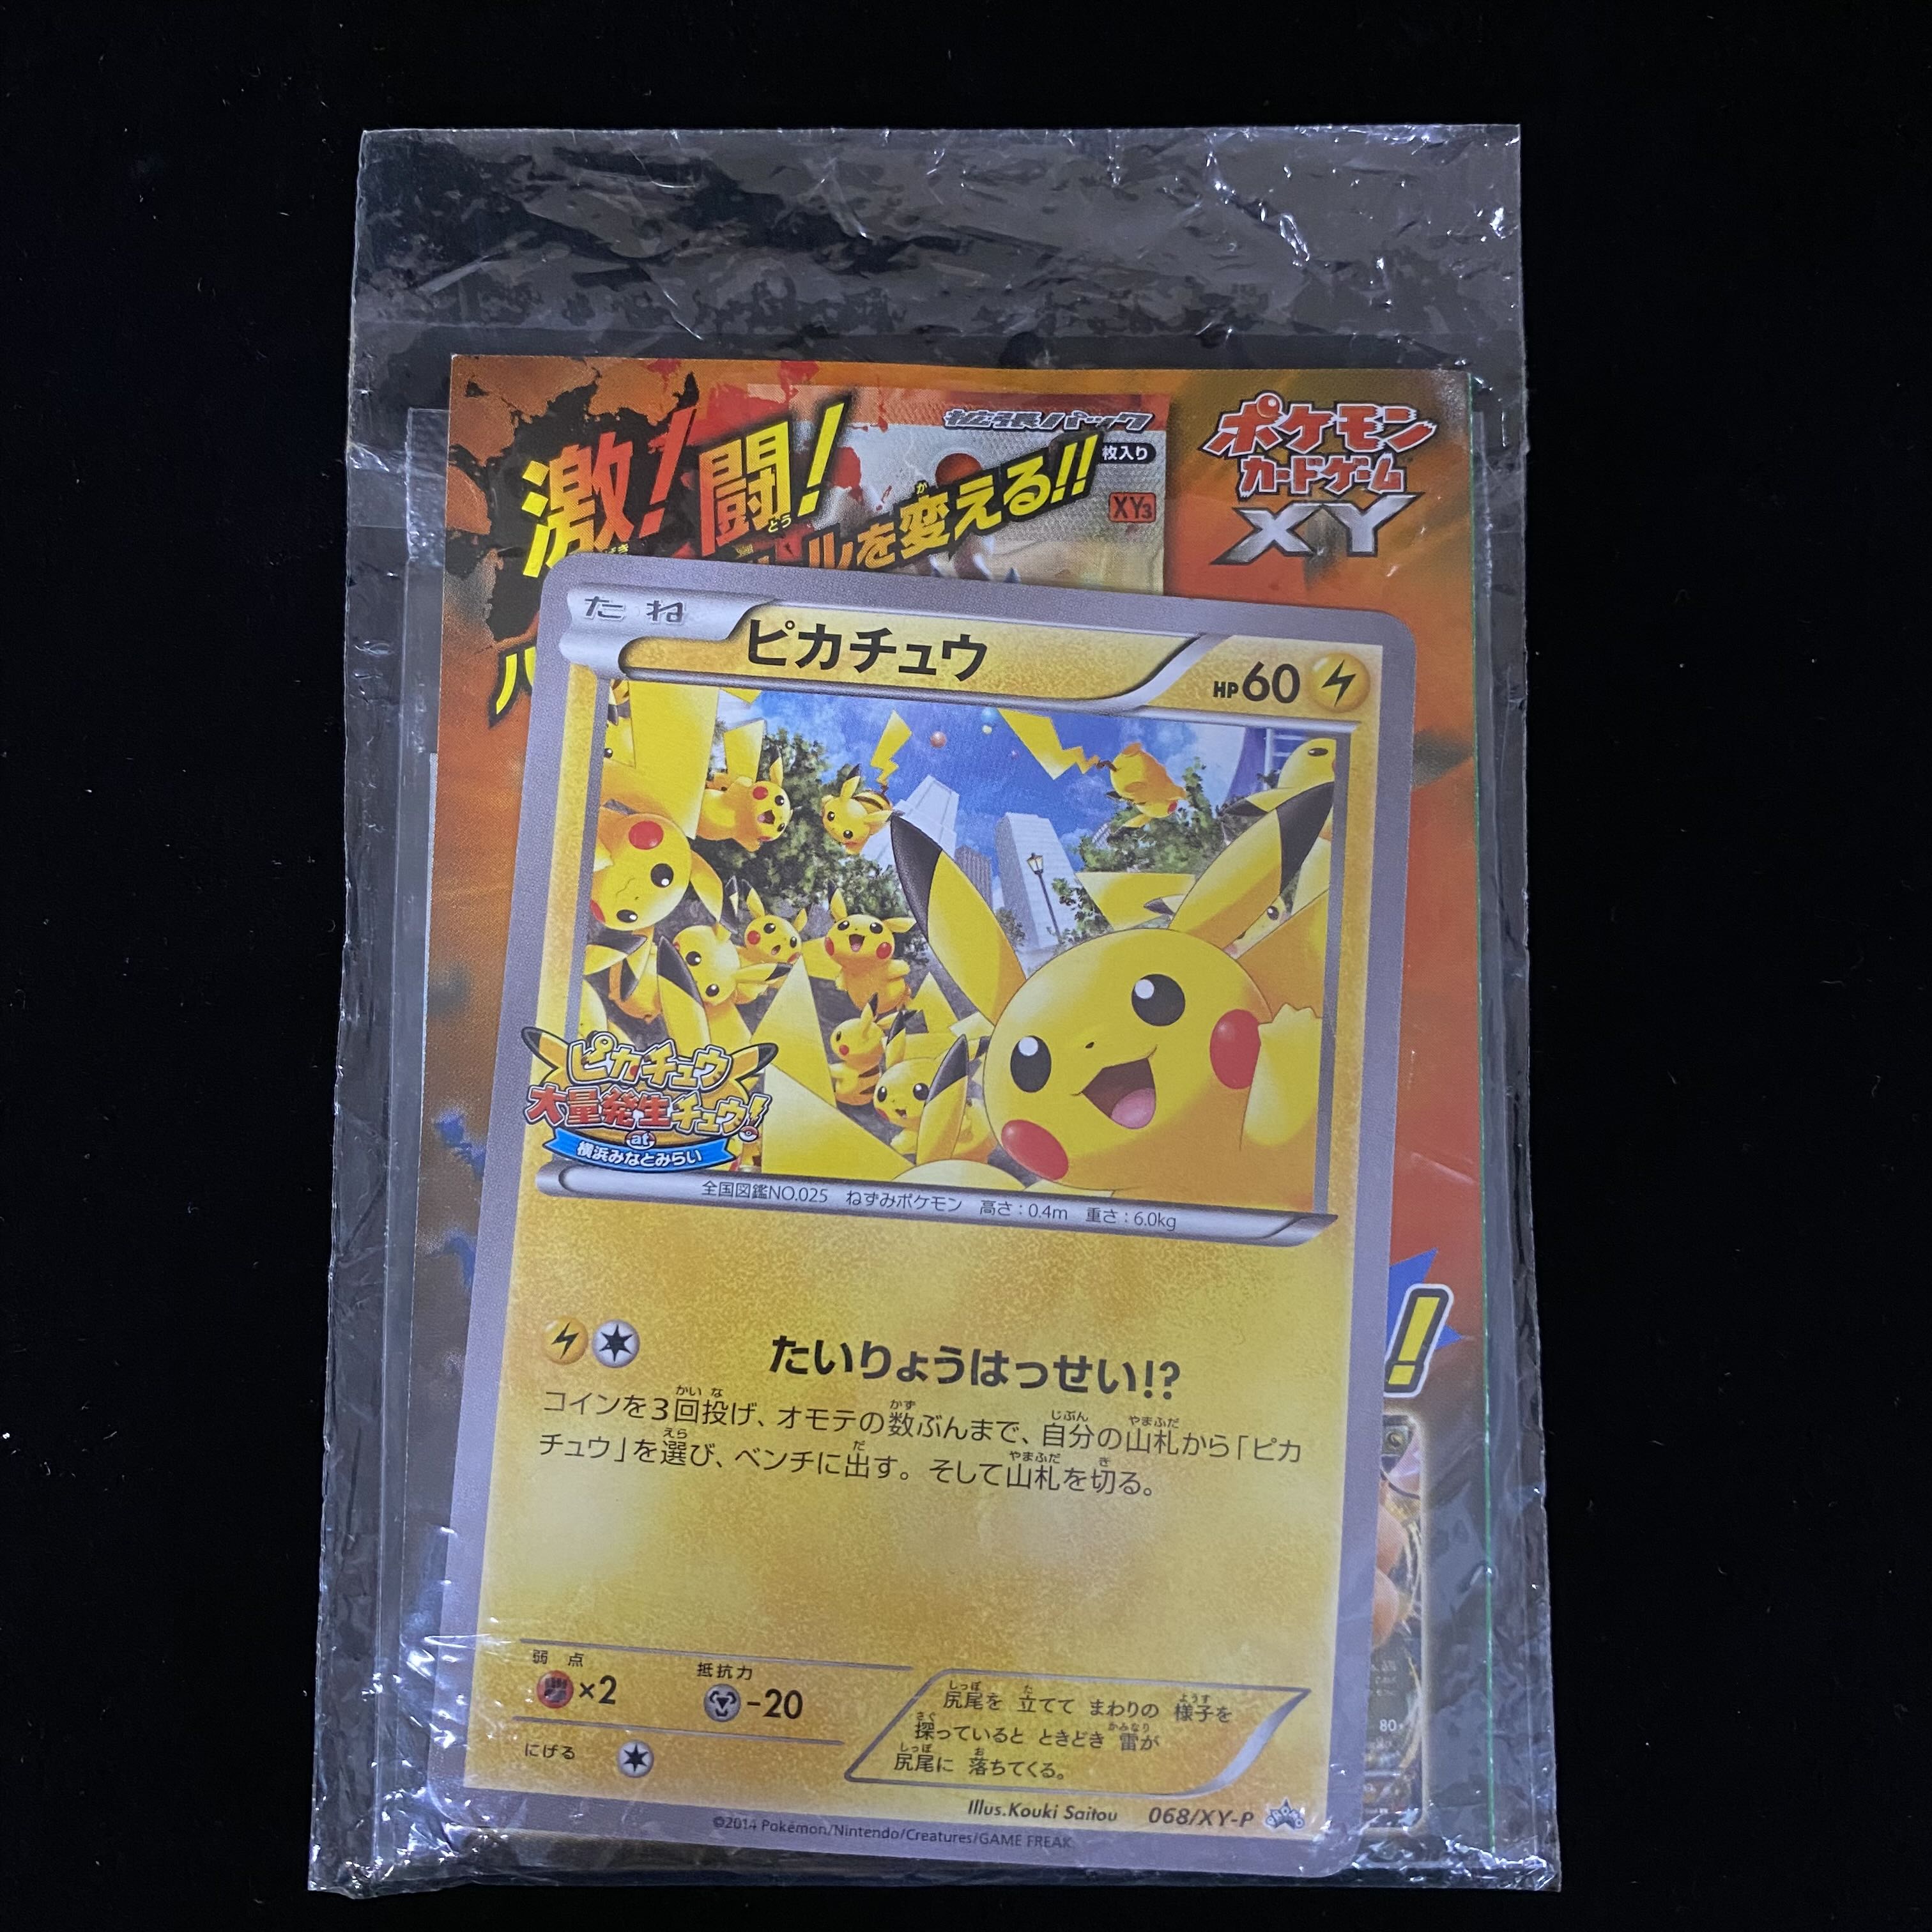 拡張パック
枚入り
XY3
激!闘!
げき
とう
ルを変える!!
か
ポケモン
カードゲーム
XY
バ
たね
ピカチュウ
HP60
ピカチュウ
大量発生チュウ!
at
横浜みなとみらい
全国図鑑NO.025 ねずみポケモン 高さ:0.4m 重さ:6.0kg
たいりょうはっせい!?
コインを3回投げ、オモテの数ぶんまで、自分の山札から「ピカ
チュウ」を選び、ベンチに出す。そして山札を切る。
!
弱点
×2
抵抗力
-20
にげる
尻尾を 立てて まわりの 様子を
探っていると ときどき 雷が
尻尾に 落ちてくる。
80
Illus.Kouki Saitou 068/XY-P
©2014 Pokémon/Nintendo/Creatures/GAME FREAK.